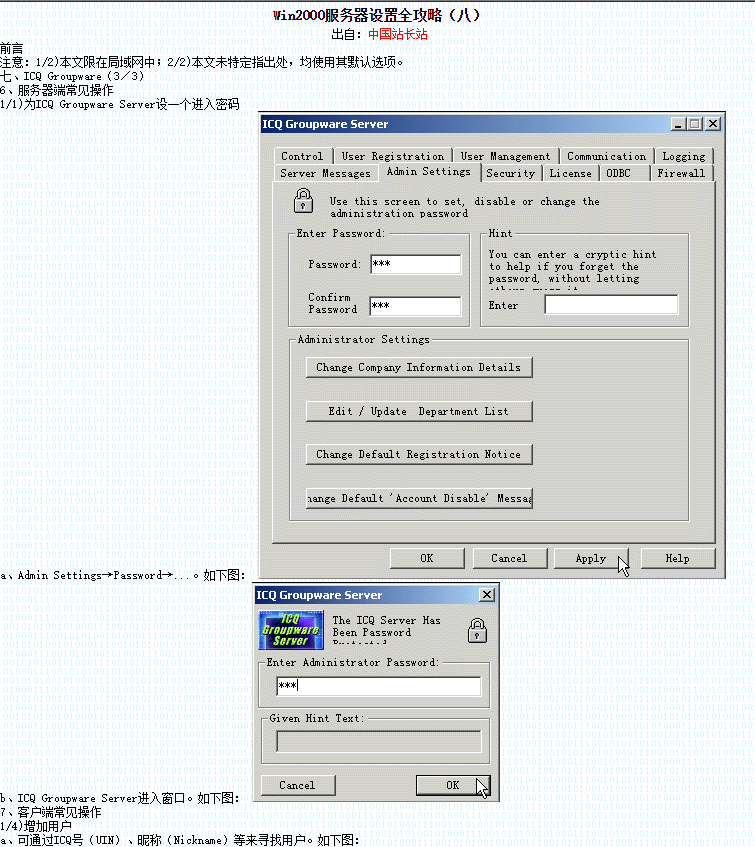 Win2000服务器设置全攻略（八）
出自：中国站长站
前言
注意：1/2)本文限在局域网中；2/2)本文未特定指出处，均使用其默认选项。
七、ICQ Groupware（3／3）
6、服务器端常见操作
1/1)为ICQ Groupware Server设一个进入密码
ICQ Groupware Server
Control User Registration User Management Communication Logging
Server Messages Admin Settings Security License ODBC Firewall
Use this screen to set, disable or change the
administration password
Enter Password:
Password: ***
Confirm
Password ***
Hint
You can enter a cryptic hint
to help if you forget the
password, without letting
Enter
Administrator Settings
Change Company Information Details
Edit / Update Department List
Change Default Registration Notice
hange Default 'Account Disable' Messag
OK Cancel Apply Help
a、Admin Settings→Password→...。如下图：
ICQ Groupware Server
ICQ
Groupware
Server
The ICQ Server Has
Been Password
Enter Administrator Password:
***
Given Hint Text:
Cancel OK
b、ICQ Groupware Server进入窗口。如下图：
7、客户端常见操作
1/4)增加用户
a、可通过ICQ号（UIN）、昵称（Nickname）等来寻找用户。如下图：